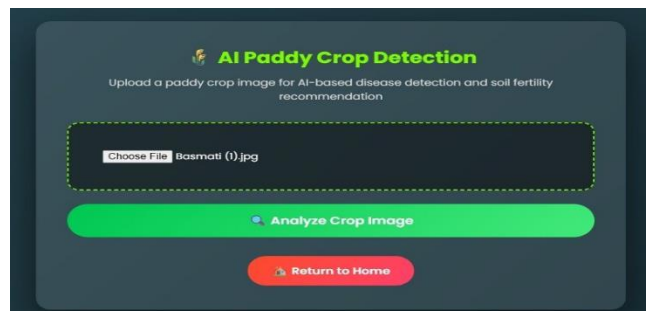 AI Paddy Crop Detection
Upload a paddy crop image for AI-based disease detection and soil fertility
recommendation
Choose File Basmati (1).jpg
Analyze Crop Image
Return to Home